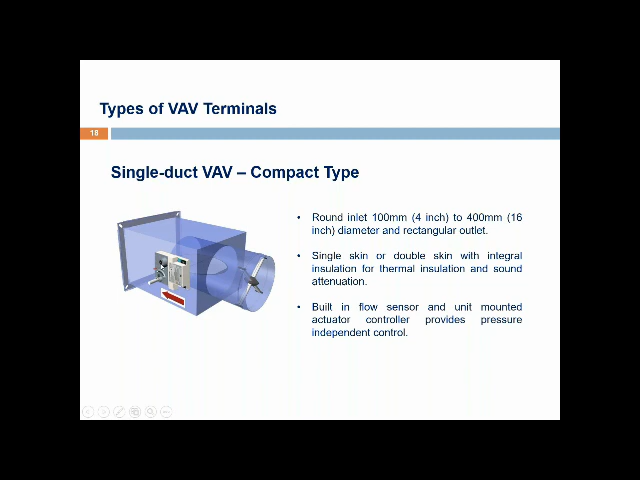 Types of VAV Terminals
18
Single-duct VAV – Compact Type
• Round inlet 100mm (4 inch) to 400mm (16
inch) diameter and rectangular outlet.
• Single skin or double skin with integral
insulation for thermal insulation and sound
attenuation.
• Built in flow sensor and unit mounted
actuator controller provides pressure
independent control.